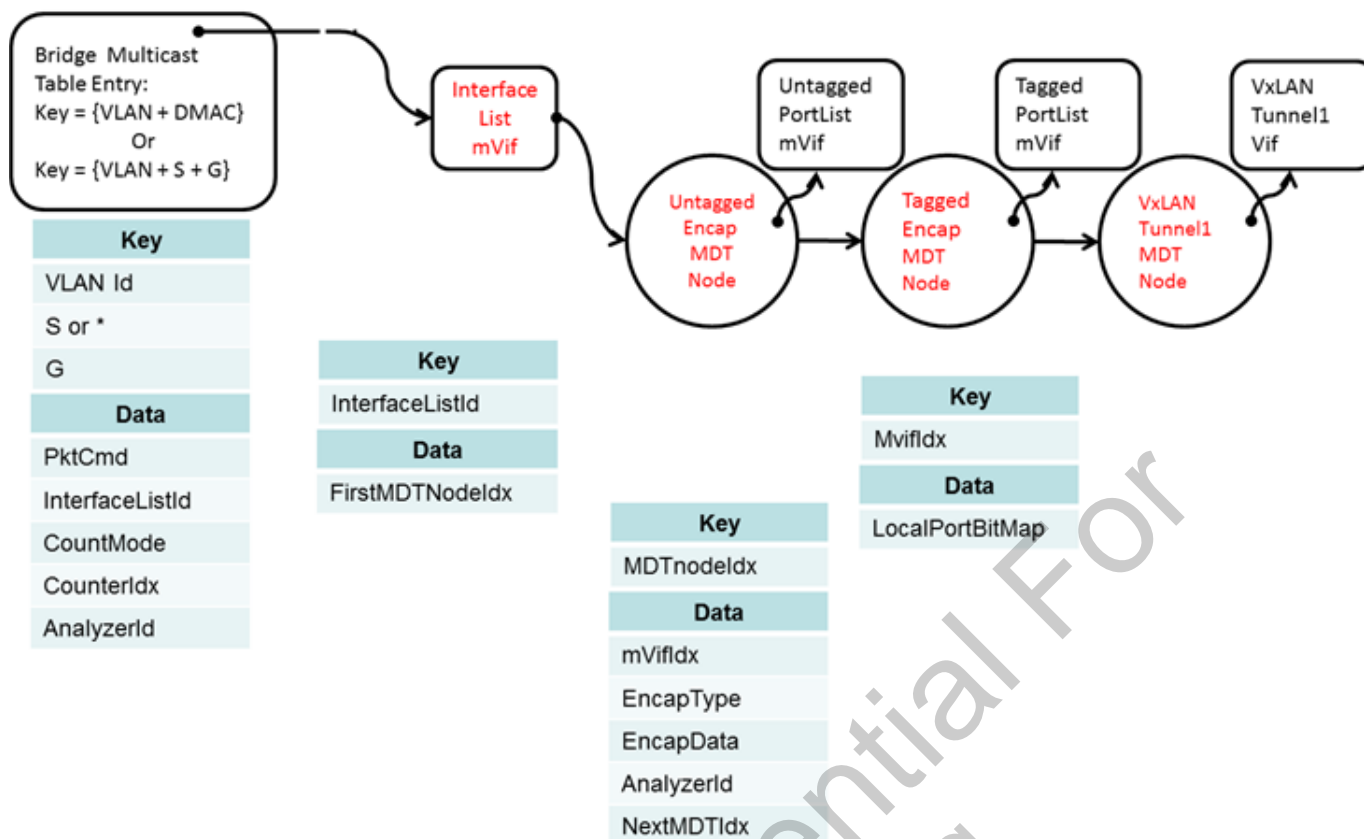 Bridge Multicast
Table Entry:
Key = {VLAN + DMAC}
Or
Key = {VLAN + S + G}
Interface
List
mVif
Untagged
PortList
mVif
Tagged
PortList
mVif
VxLAN
Tunnel1
Vif
Untagged
Encap
MDT
Node
Tagged
Encap
MDT
Node
VxLAN
Tunnel1
MDT
Node
Key
VLAN Id
S or *
G
Data
PktCmd
InterfaceListId
CountMode
CounterIdx
AnalyzerId
Key
InterfaceListId
Data
FirstMDTNodeIdx
Key
MDTnodeIdx
Data
mVifIdx
EncapType
EncapData
AnalyzerId
NextMDTIdx
Key
MvifIdx
Data
LocalPortBitMap
ential For